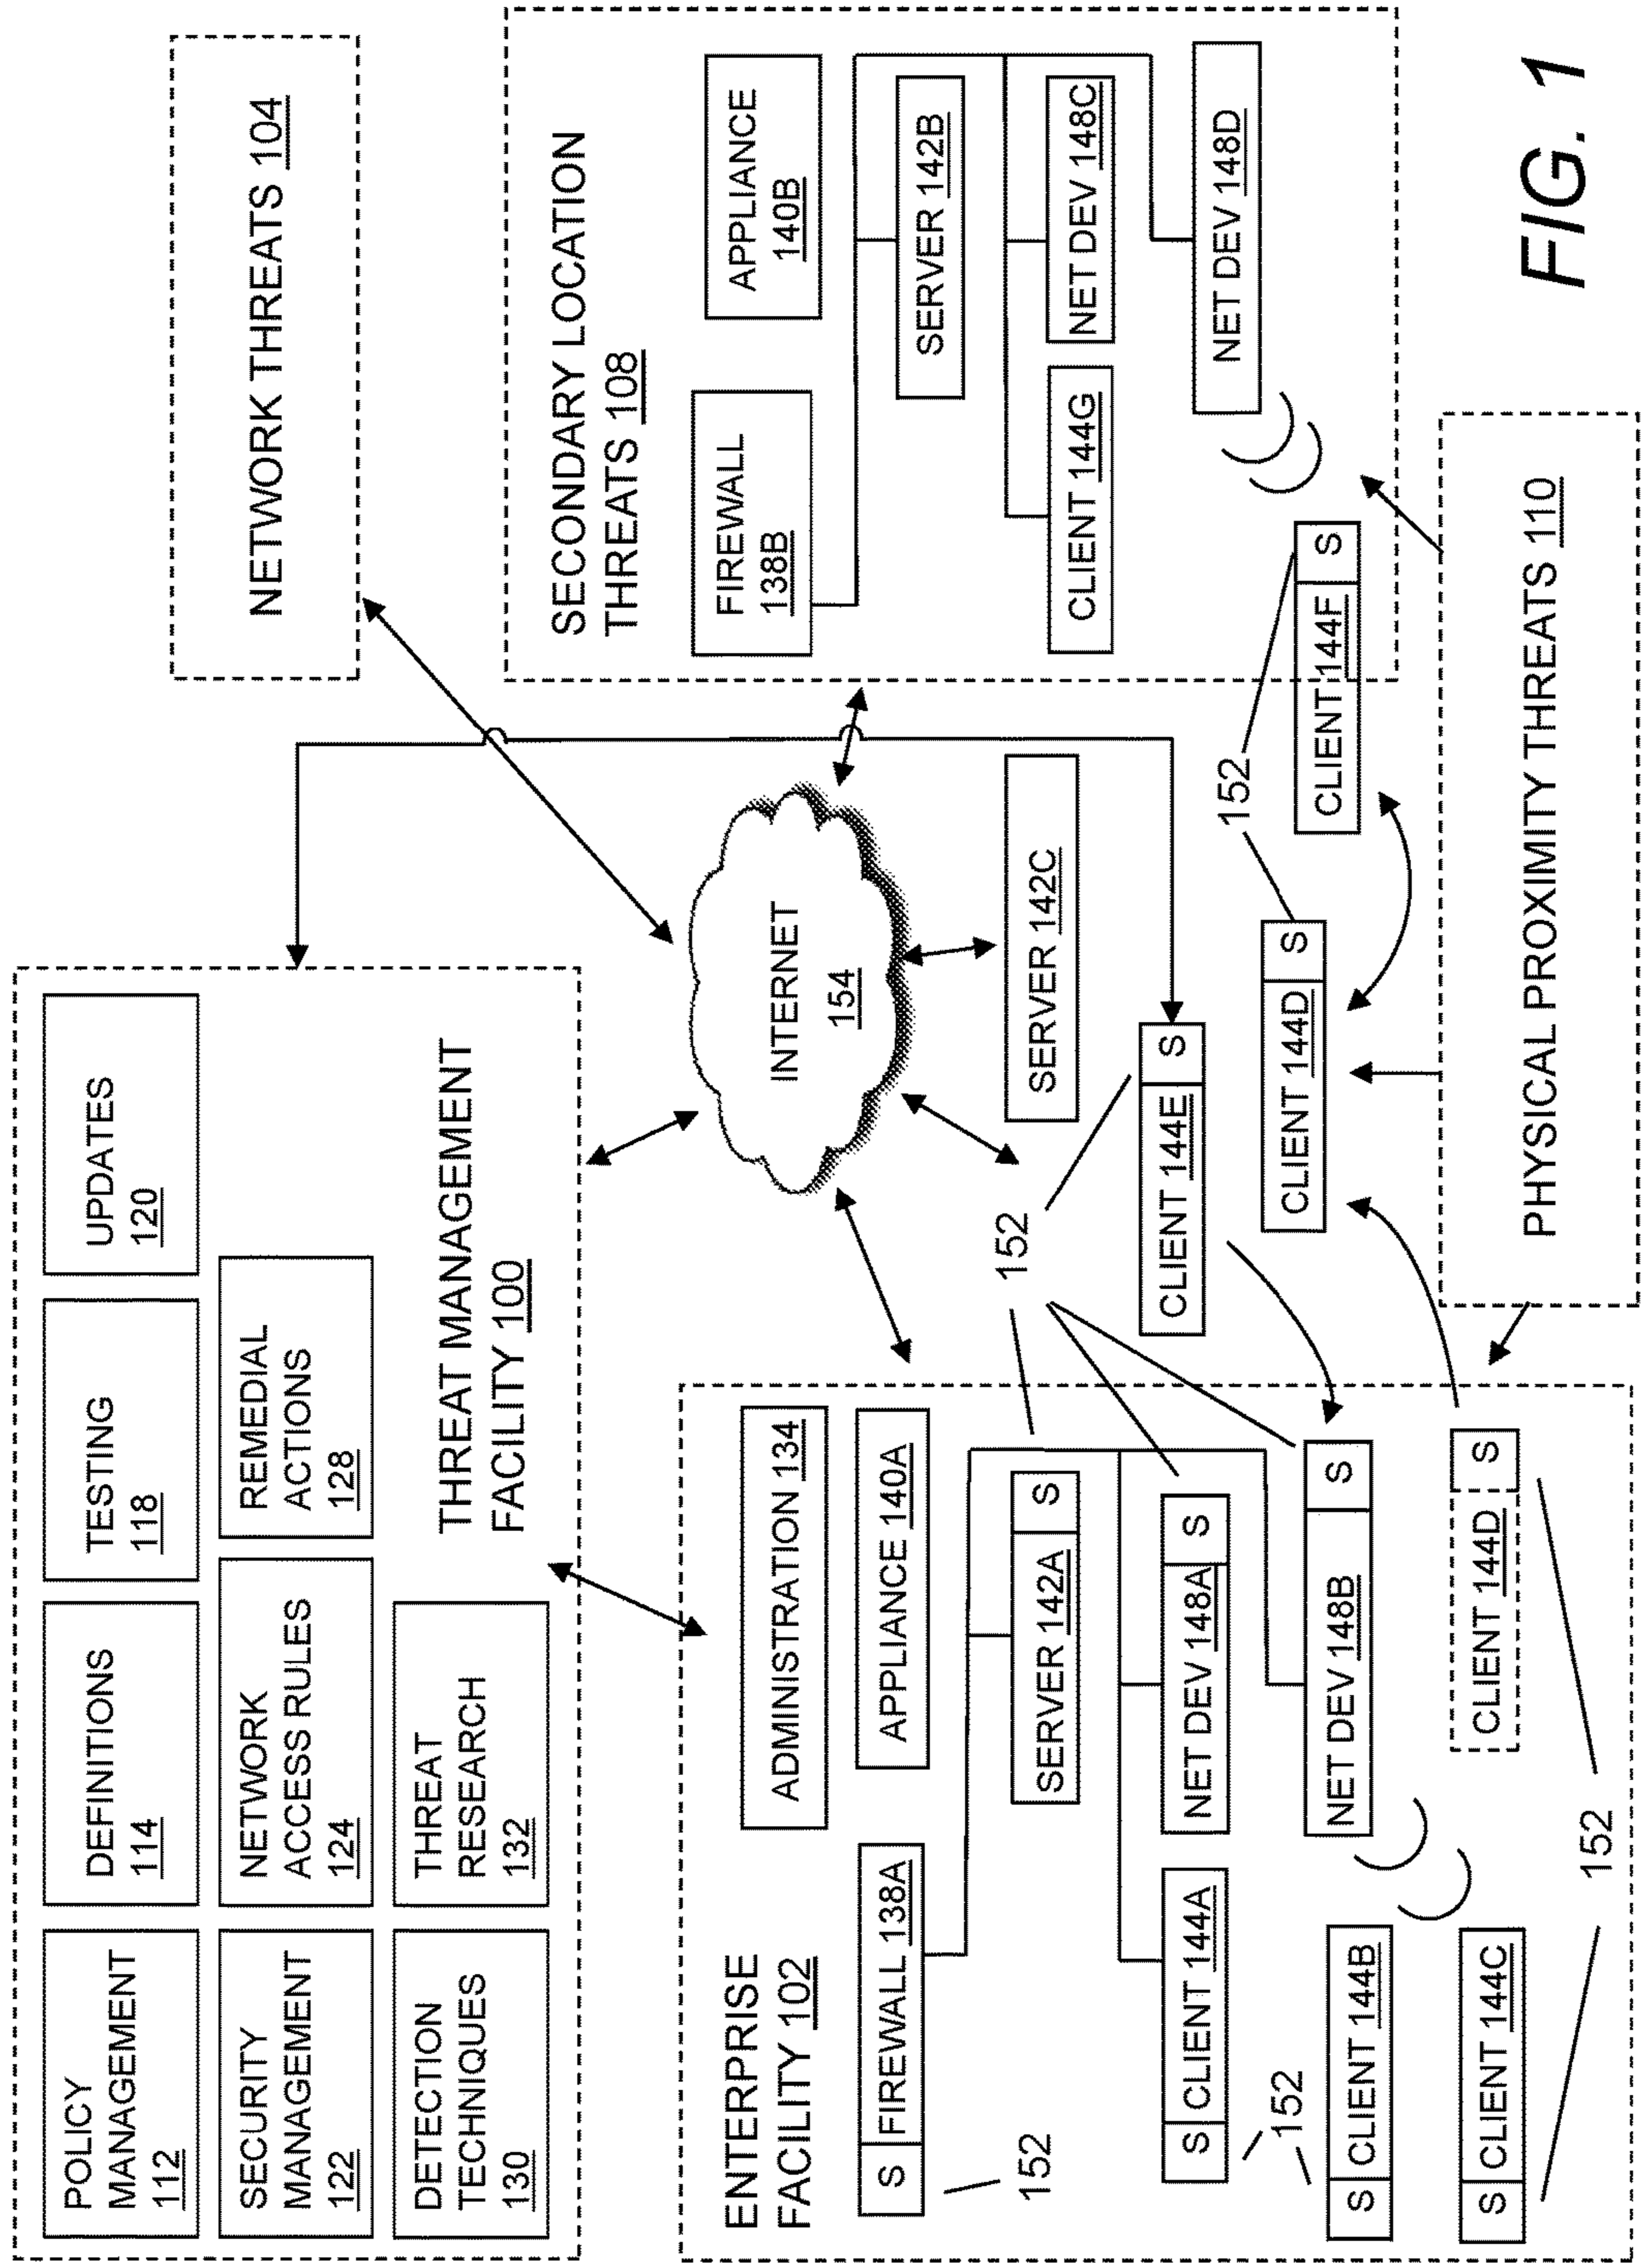 POLICY
MANAGEMENT
112
DEFINITIONS
114
TESTING
118
UPDATES
120
SECURITY
MANAGEMENT
122
NETWORK
ACCESS RULES
124
REMEDIAL
ACTIONS
128
DETECTION
TECHNIQUES
130
THREAT
RESEARCH
132
THREAT MANAGEMENT
FACILITY 100
NETWORK THREATS 104
SECONDARY LOCATION
THREATS 108
FIREWALL
138B
APPLIANCE
140B
SERVER 142B
CLIENT 144G
NET DEV 148C
NET DEV 148D
INTERNET
154
SERVER 142C
ENTERPRISE
FACILITY 102
ADMINISTRATION 134
S FIREWALL 138A
APPLIANCE 140A
152
SERVER 142A S
152
S CLIENT 144A
NET DEV 148A S
CLIENT 144E S
152
152
S CLIENT 144B
NET DEV 148B S
CLIENT 144D S
CLIENT 144F S
S CLIENT 144C
CLIENT 144D S
152
PHYSICAL PROXIMITY THREATS 110
FIG. 1